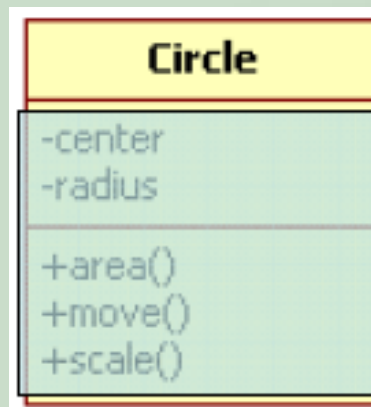 Circle
-center
-radius
+area()
+move()
+scale()